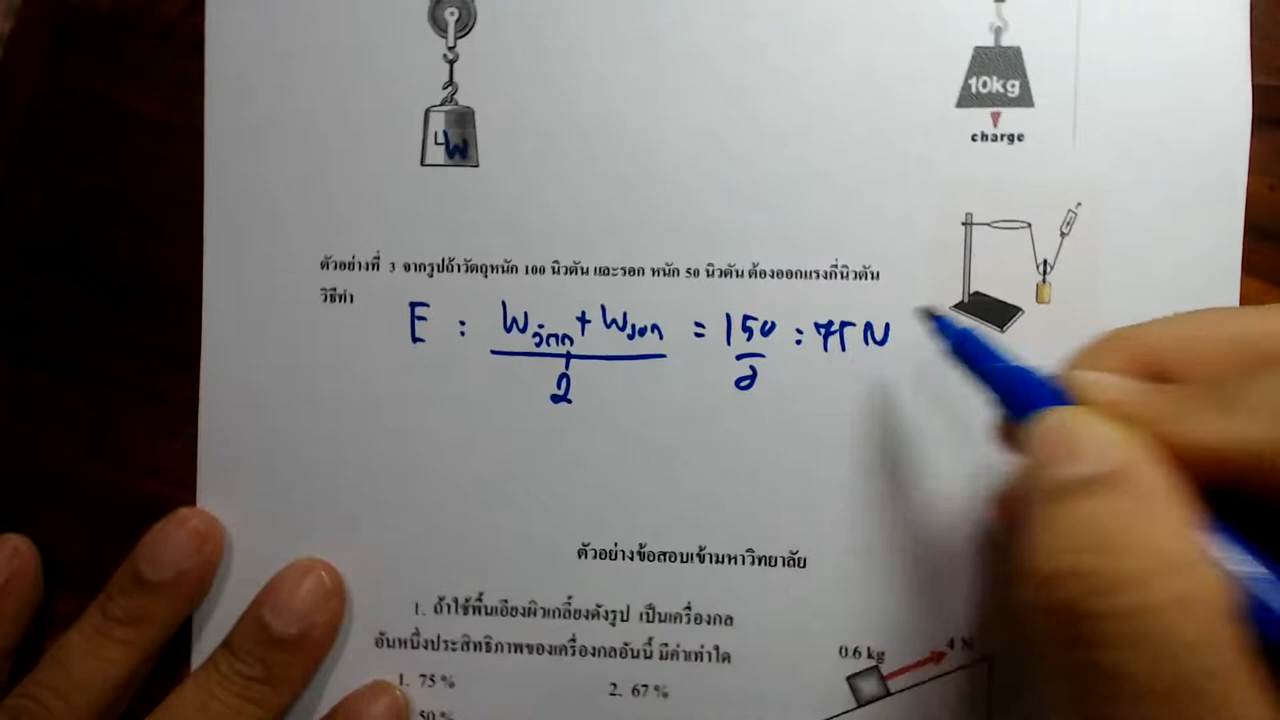 W
10kg
charge
ตัวอย่างที่ 3 จากรูปถ้าวัตถุหนัก 100 นิวตัน และรอก หนัก 50 นิวตัน ต้องออกแรงกี่นิวตัน
วิธีทำ
E = Wวัตถุ + Wรอก / 2 = 150 / 2 = 75 N
ตัวอย่างข้อสอบเข้ามหาวิทยาลัย
1. ถ้าใช้พื้นเอียงผิวเกลี้ยงดังรูป เป็นเครื่องกล
อันหนึ่งประสิทธิภาพของเครื่องกลอันนี้ มีค่าเท่าใด
0.6 kg
4 N
1. 75 %
2. 67 %
50 %